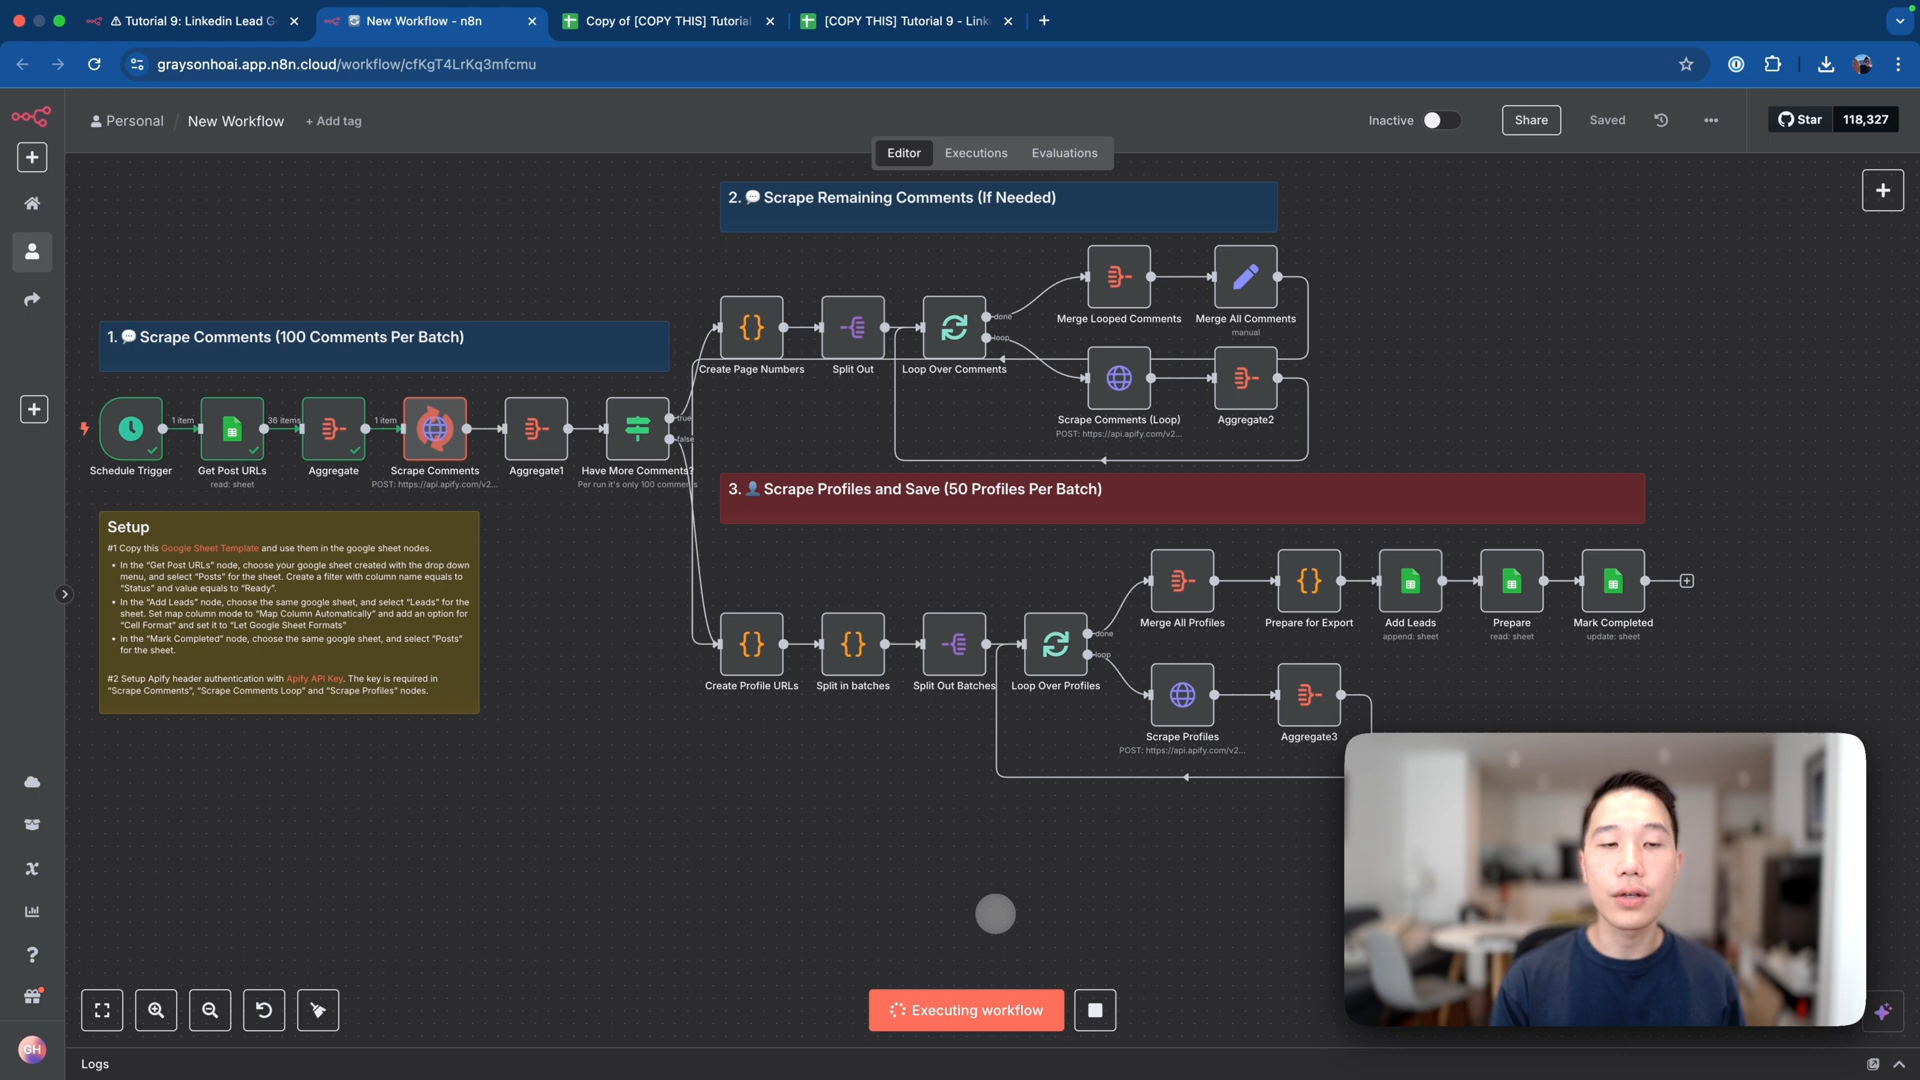 ⚠ Tutorial 9: Linkedin Lead G
New Workflow - n8n
Copy of [COPY THIS] Tutorial
[COPY THIS] Tutorial 9 - Link
graysonhoai.app.n8n.cloud/workflow/cfKgT4LrKq3mfcmu
Personal / New Workflow + Add tag
Inactive
Share
Saved
Star 118,327
Editor Executions Evaluations
2. 💬 Scrape Remaining Comments (If Needed)
Merge Looped Comments
Merge All Comments
manual
1. 💬 Scrape Comments (100 Comments Per Batch)
done
loop
Create Page Numbers
Split Out
Loop Over Comments
Scrape Comments (Loop)
POST: https://api.apify.com/v2...
Aggregate2
1 item
36 items
1 item
true
false
Schedule Trigger
Get Post URLs
read: sheet
Aggregate
Scrape Comments
POST: https://api.apify.com/v2...
Aggregate1
Have More Comments?
Per run it's only 100 comments
3. 👤 Scrape Profiles and Save (50 Profiles Per Batch)
Setup
#1 Copy this Google Sheet Template and use them in the google sheet nodes.
• In the “Get Post URLs” node, choose your google sheet created with the drop down
menu, and select “Posts” for the sheet. Create a filter with column name equals to
“Status” and value equals to “Ready”.
• In the “Add Leads” node, choose the same google sheet, and select “Leads” for the
sheet. Set map column mode to “Map Column Automatically” and add an option for
“Cell Format” and set it to “Let Google Sheet Formats”
• In the “Mark Completed” node, choose the same google sheet, and select “Posts”
for the sheet.
#2 Setup Apify header authentication with Apify API Key. The key is required in
“Scrape Comments”, “Scrape Comments Loop” and “Scrape Profiles” nodes.
Merge All Profiles
Prepare for Export
Add Leads
append: sheet
Prepare
read: sheet
Mark Completed
update: sheet
done
loop
Create Profile URLs
Split in batches
Split Out Batches
Loop Over Profiles
Scrape Profiles
POST: https://api.apify.com/v2...
Aggregate3
Executing workflow
GH
Logs